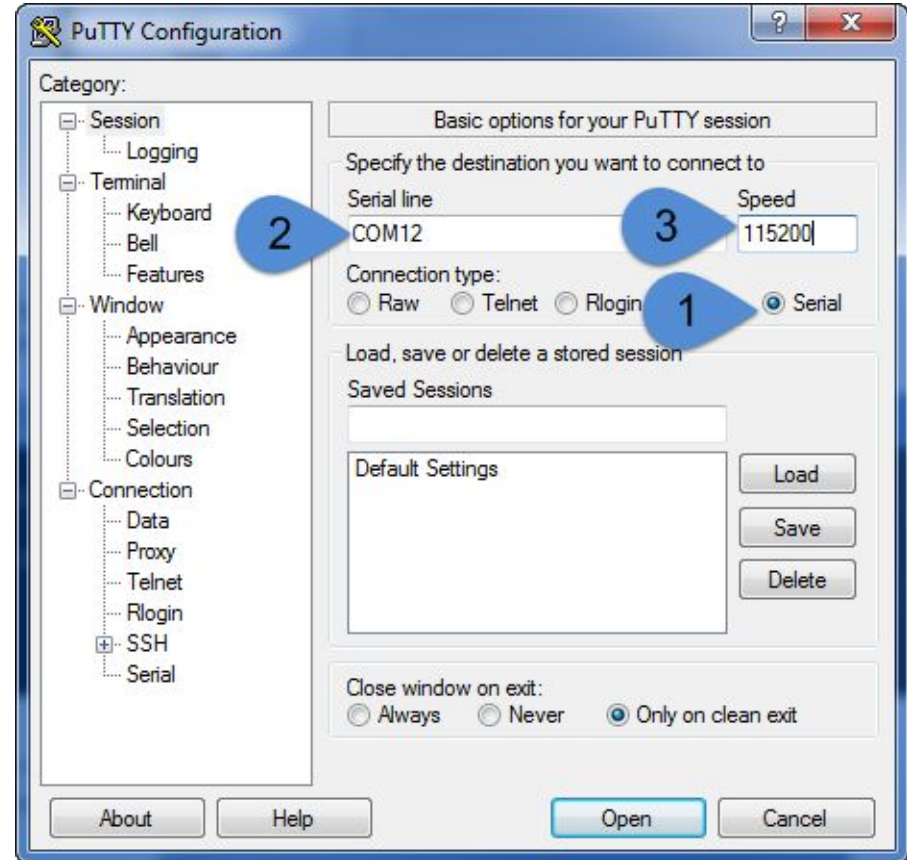 PuTTY Configuration
Category:
Session
Logging
Terminal
Keyboard
Bell
Features
Window
Appearance
Behaviour
Translation
Selection
Colours
Connection
Data
Proxy
Telnet
Rlogin
SSH
Serial
Basic options for your PuTTY session
Specify the destination you want to connect to
Serial line Speed
2 COM12 3 115200
Connection type:
Raw Telnet Rlogin 1 Serial
Load, save or delete a stored session
Saved Sessions
Default Settings
Load
Save
Delete
Close window on exit:
Always Never Only on clean exit
About Help Open Cancel